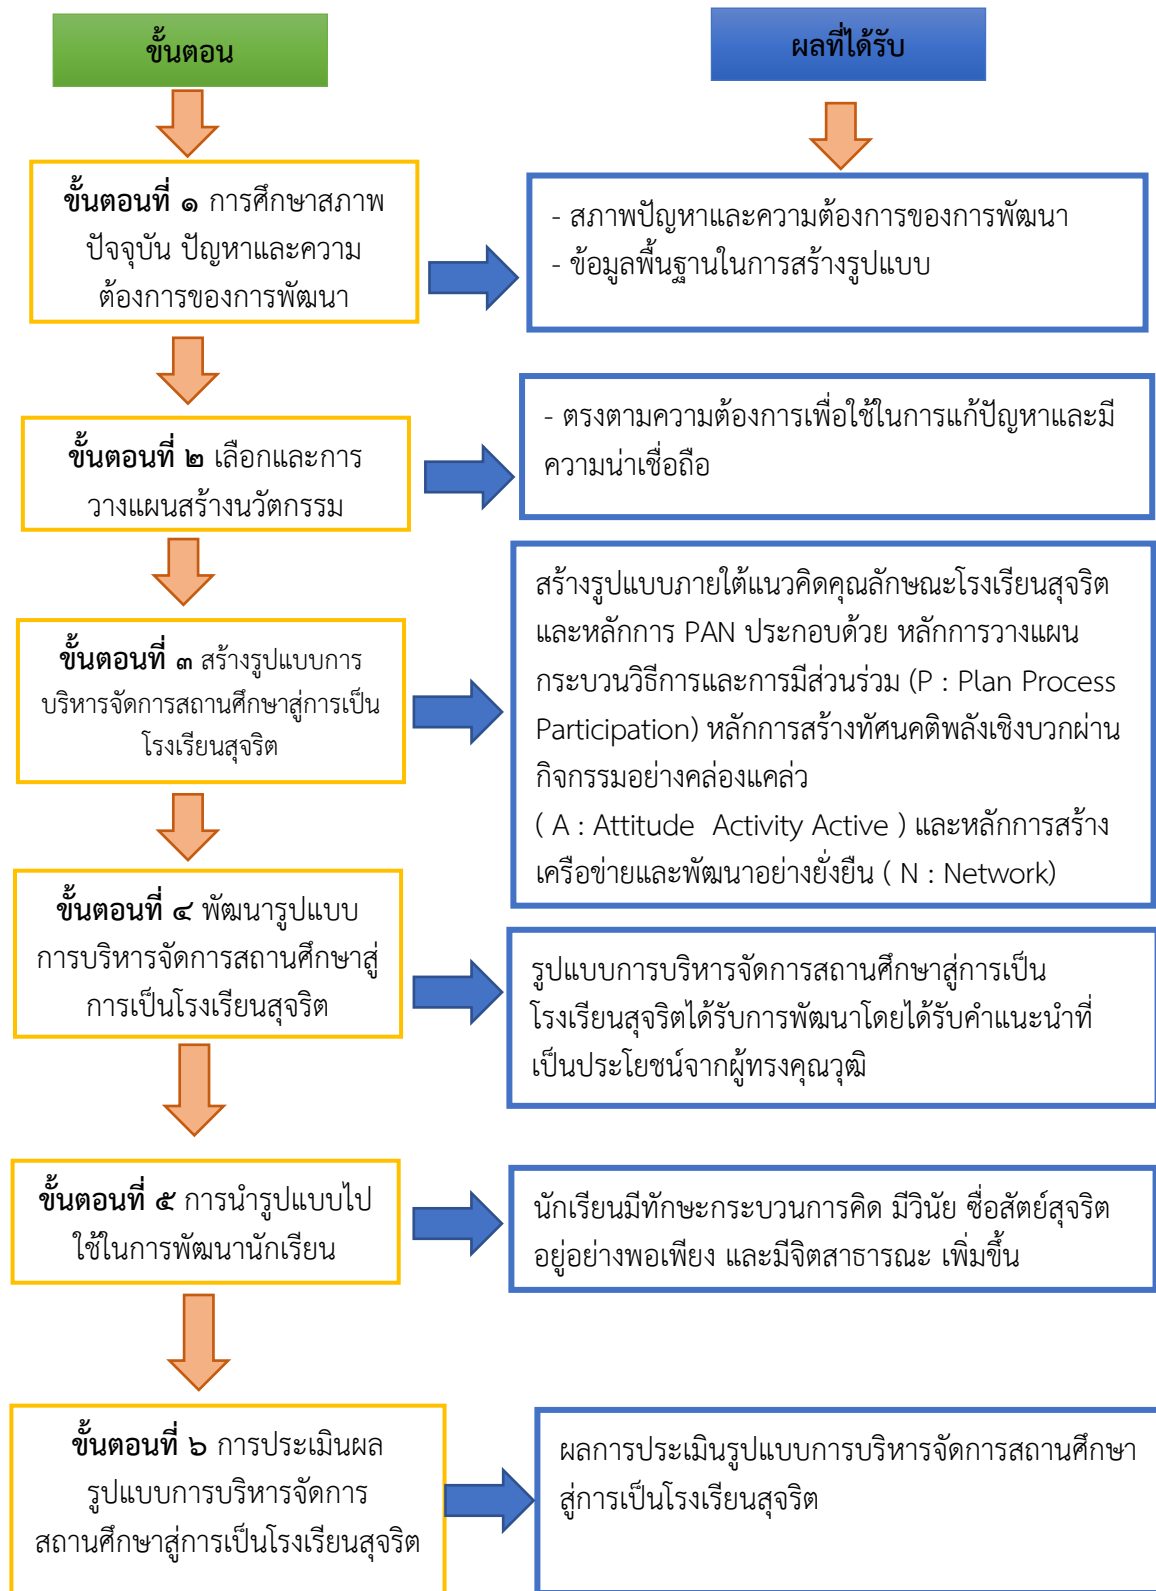 ขั้นตอน
ผลที่ได้รับ
ขั้นตอนที่ ๑ การศึกษาสภาพ
ปัจจุบัน ปัญหาและความ
ต้องการของการพัฒนา
- สภาพปัญหาและความต้องการของการพัฒนา
- ข้อมูลพื้นฐานในการสร้างรูปแบบ
ขั้นตอนที่ ๒ เลือกและการ
วางแผนสร้างนวัตกรรม
- ตรงตามความต้องการเพื่อใช้ในการแก้ปัญหาและมี
ความน่าเชื่อถือ
ขั้นตอนที่ ๓ สร้างรูปแบบการ
บริหารจัดการสถานศึกษาสู่การเป็น
โรงเรียนสุจริต
สร้างรูปแบบภายใต้แนวคิดคุณลักษณะโรงเรียนสุจริต
และหลักการ PAN ประกอบด้วย หลักการวางแผน
กระบวนวิธีการและการมีส่วนร่วม (P : Plan Process
Participation) หลักการสร้างทัศนคติพลังเชิงบวกผ่าน
กิจกรรมอย่างคล่องแคล่ว
( A : Attitude Activity Active ) และหลักการสร้าง
เครือข่ายและพัฒนาอย่างยั่งยืน ( N : Network)
ขั้นตอนที่ ๔ พัฒนารูปแบบ
การบริหารจัดการสถานศึกษาสู่
การเป็นโรงเรียนสุจริต
รูปแบบการบริหารจัดการสถานศึกษาสู่การเป็น
โรงเรียนสุจริตได้รับการพัฒนาโดยได้รับคำแนะนำที่
เป็นประโยชน์จากผู้ทรงคุณวุฒิ
ขั้นตอนที่ ๕ การนำรูปแบบไป
ใช้ในการพัฒนานักเรียน
นักเรียนมีทักษะกระบวนการคิด มีวินัย ซื่อสัตย์สุจริต
อยู่อย่างพอเพียง และมีจิตสาธารณะ เพิ่มขึ้น
ขั้นตอนที่ ๖ การประเมินผล
รูปแบบการบริหารจัดการ
สถานศึกษาสู่การเป็นโรงเรียนสุจริต
ผลการประเมินรูปแบบการบริหารจัดการสถานศึกษา
สู่การเป็นโรงเรียนสุจริต